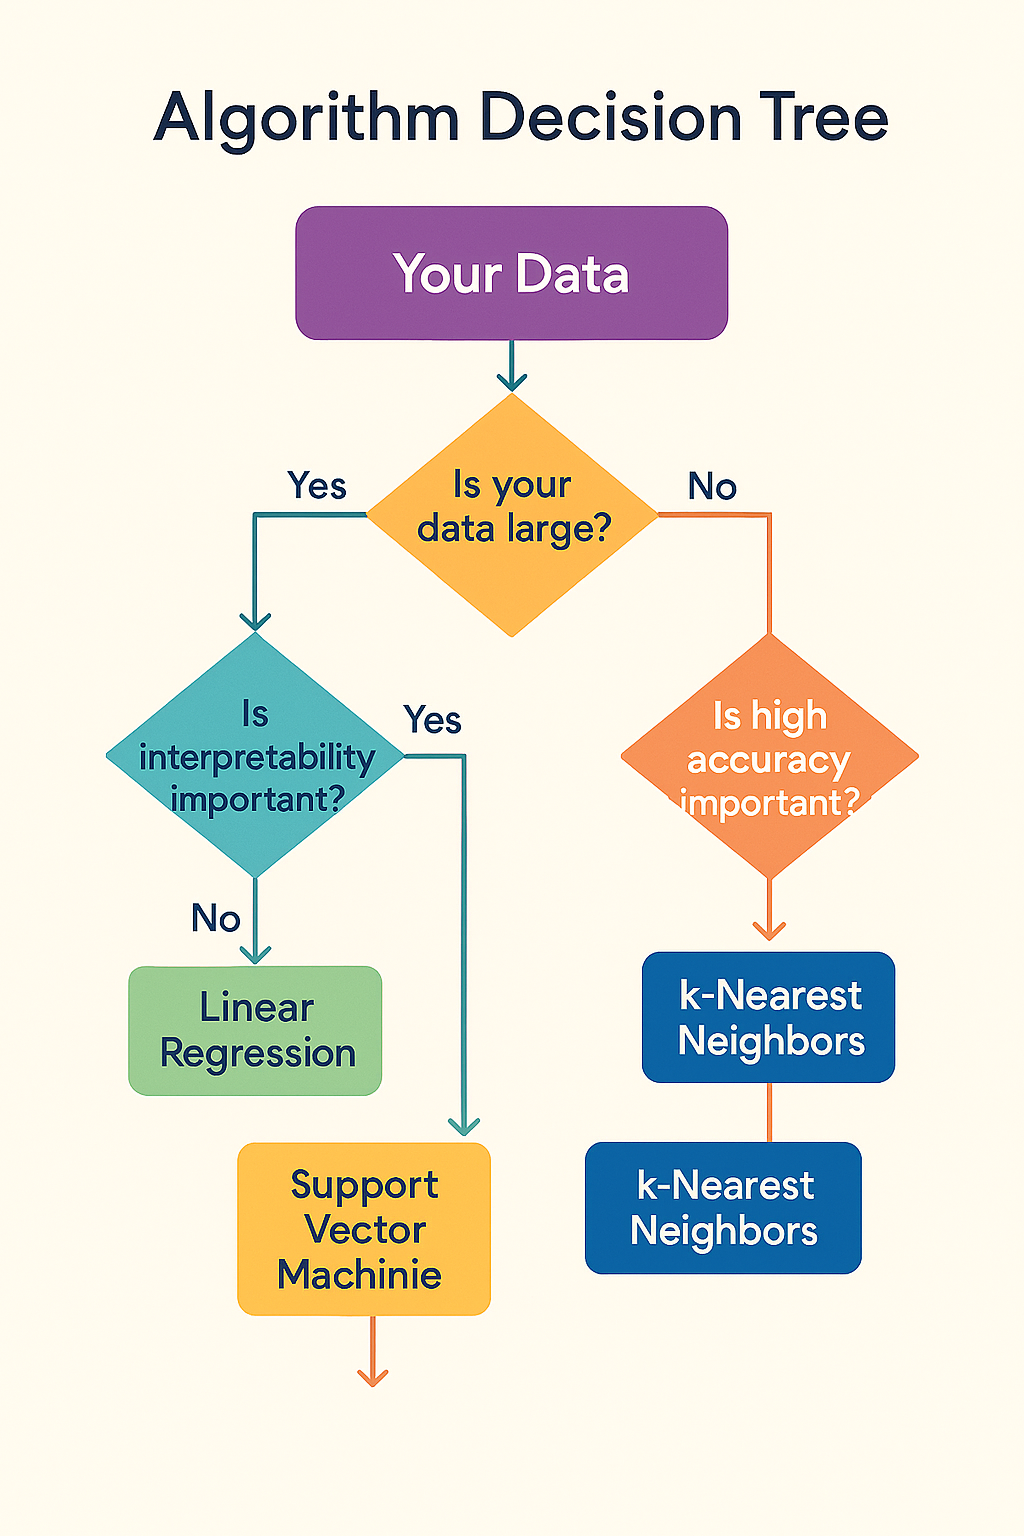 Algorithm Decision Tree
Your Data
Yes
Is your
data large?
No
Is
interpretability
important?
Yes
Is high
accuracy
important?
No
Linear
Regression
k-Nearest
Neighbors
Support
Vector
Machinie
k-Nearest
Neighbors